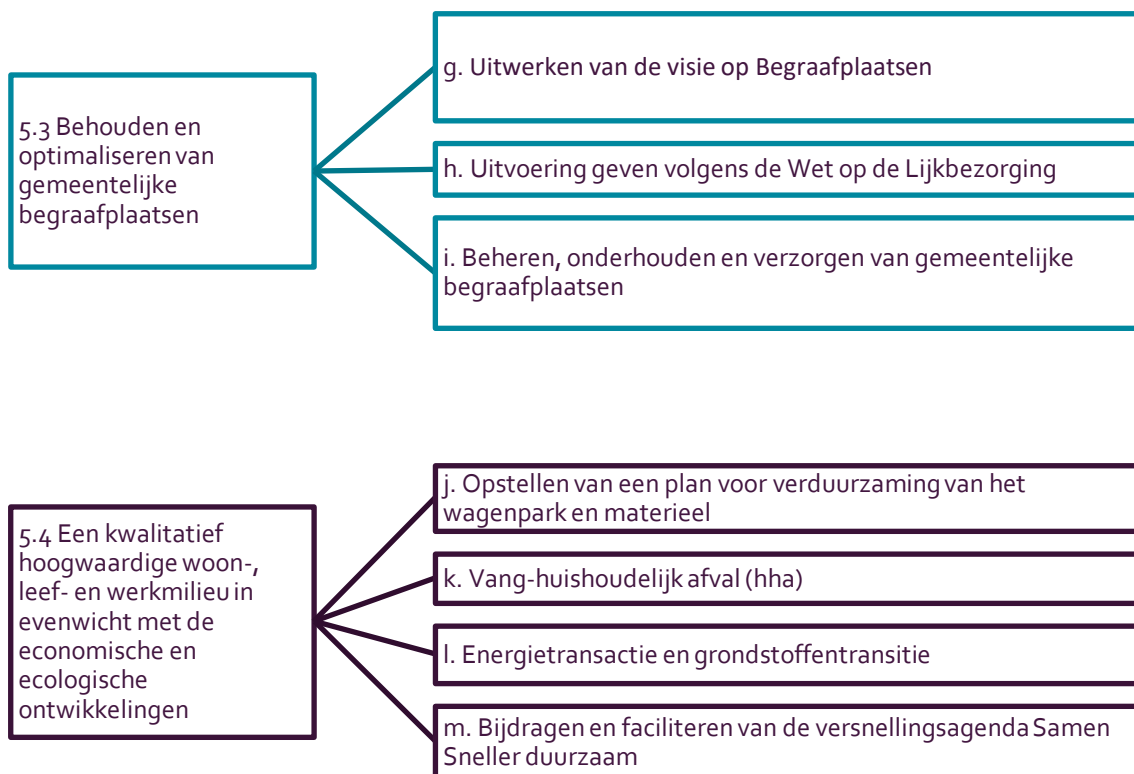 5.3 Behouden en
optimaliseren van
gemeentelijke
begraafplaatsen
g. Uitwerken van de visie op Begraafplaatsen
h. Uitvoering geven volgens de Wet op de Lijkbezorging
i. Beheren, onderhouden en verzorgen van gemeentelijke
begraafplaatsen
5.4 Een kwalitatief
hoogwaardige woon-,
leef- en werkmilieu in
evenwicht met de
economische en
ecologische
ontwikkelingen
j. Opstellen van een plan voor verduurzaming van het
wagenpark en materieel
k. Vang-huishoudelijk afval (hha)
l. Energietransactie en grondstoffentransitie
m. Bijdragen en faciliteren van de versnellingsagenda Samen
Sneller duurzaam